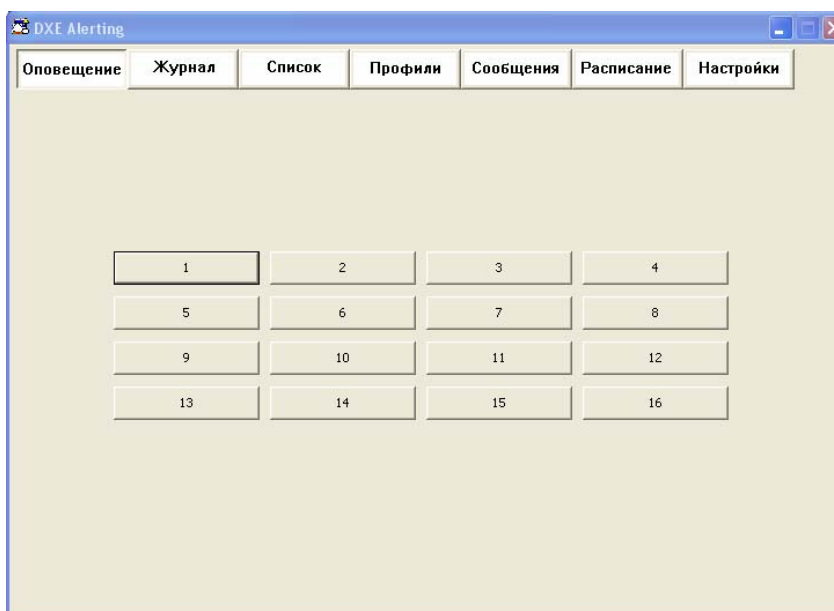 DXE Alerting
Оповещение Журнал Список Профили Сообщения Расписание Настройки
1 2 3 4
5 6 7 8
9 10 11 12
13 14 15 16